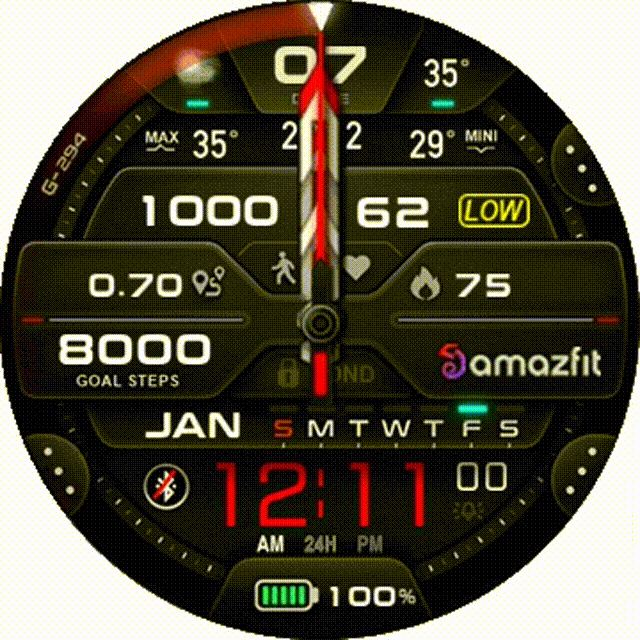 07
35°
G-294
MAX 35°
29° MINI
1000
62 LOW
0.70
75
8000
GOAL STEPS
amazfit
JAN
S M T W T F S
12:11 00
AM 24H PM
100%